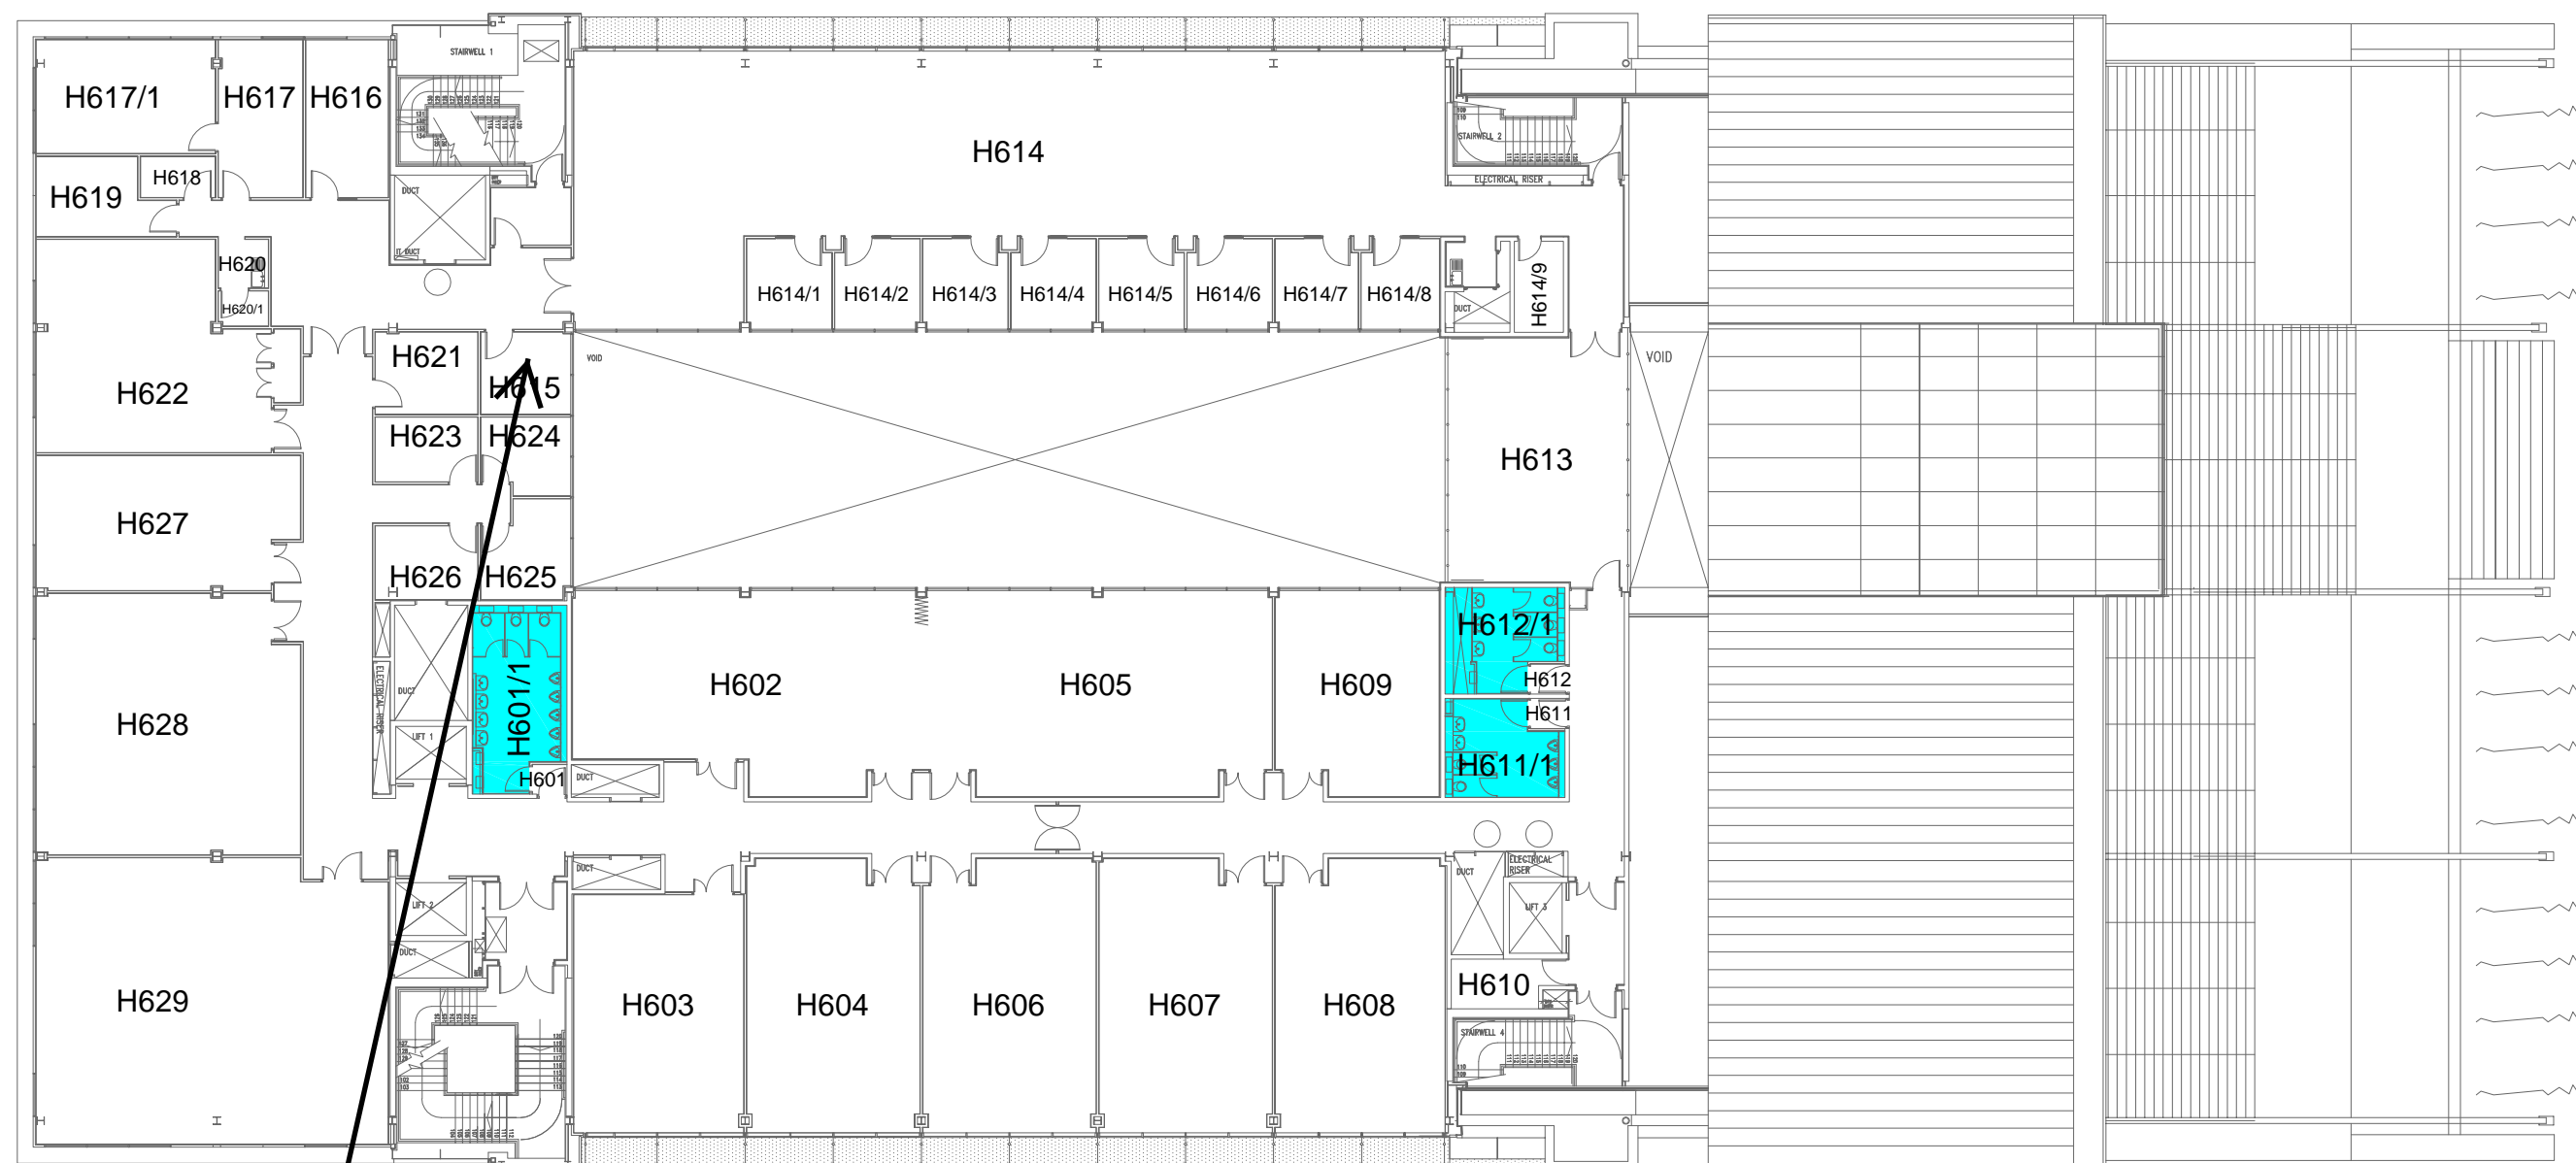 STAIRWELL 1
H617/1
H617
H616
H614
STAIRWELL 2
ELECTRICAL RISER
H618
H619
DUCT
IT DUCT
H620
H620/1
H614/1
H614/2
H614/3
H614/4
H614/5
H614/6
H614/7
H614/8
DUCT
H614/9
H621
H615
VOID
VOID
H622
H623
H624
H613
H627
H626
H625
H628
ELECTRICAL RISER
DUCT
LIFT 1
H601/1
H601
DUCT
H602
H605
H609
H612/1
H612
H611
H611/1
DUCT
DUCT
ELECTRICAL
RISER
LIFT 2
LIFT 3
DUCT
H629
H603
H604
H606
H607
H608
H610
STAIRWELL 4